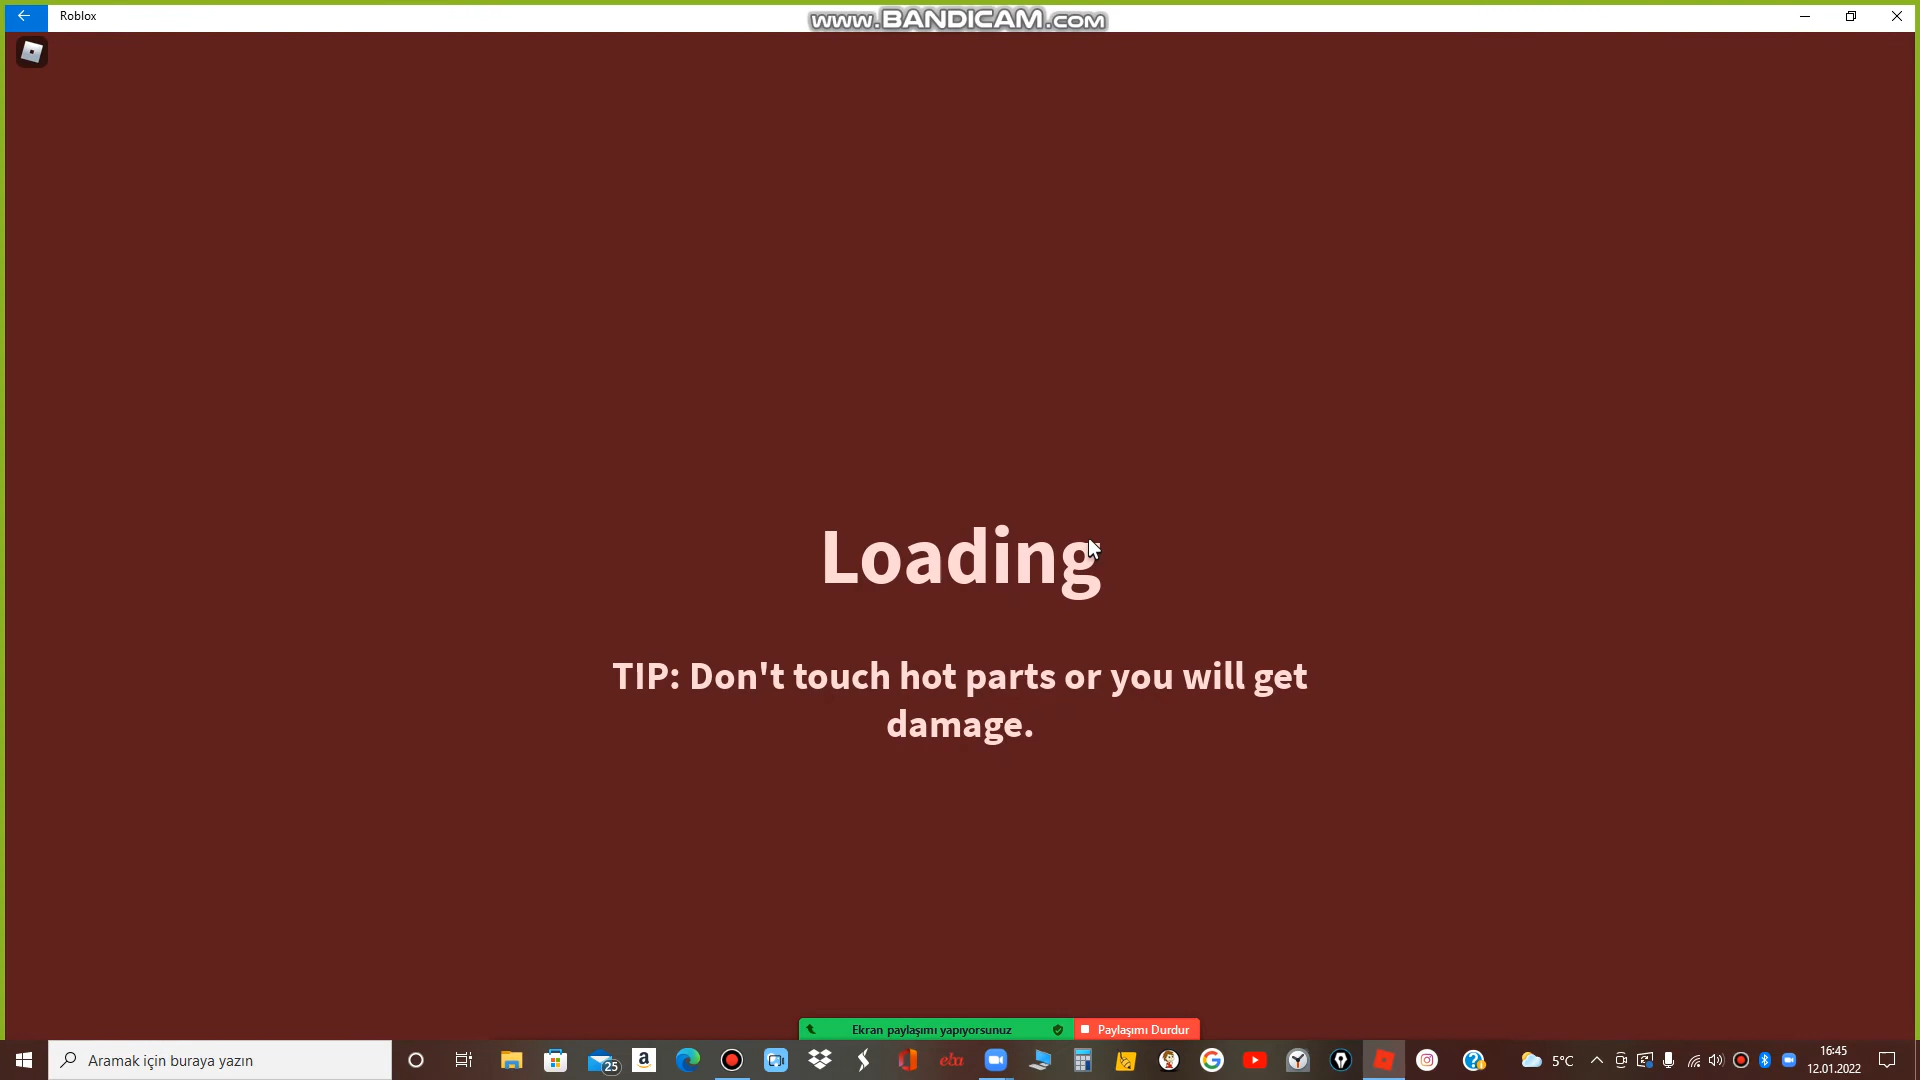 Roblox
www.BANDICAM.com
Loading
TIP: Don't touch hot parts or you will get
damage.
Ekran paylaşımı yapıyorsunuz
Paylaşımı Durdur
Aramak için buraya yazın
25
a
eba
5°C
16:45
12.01.2022